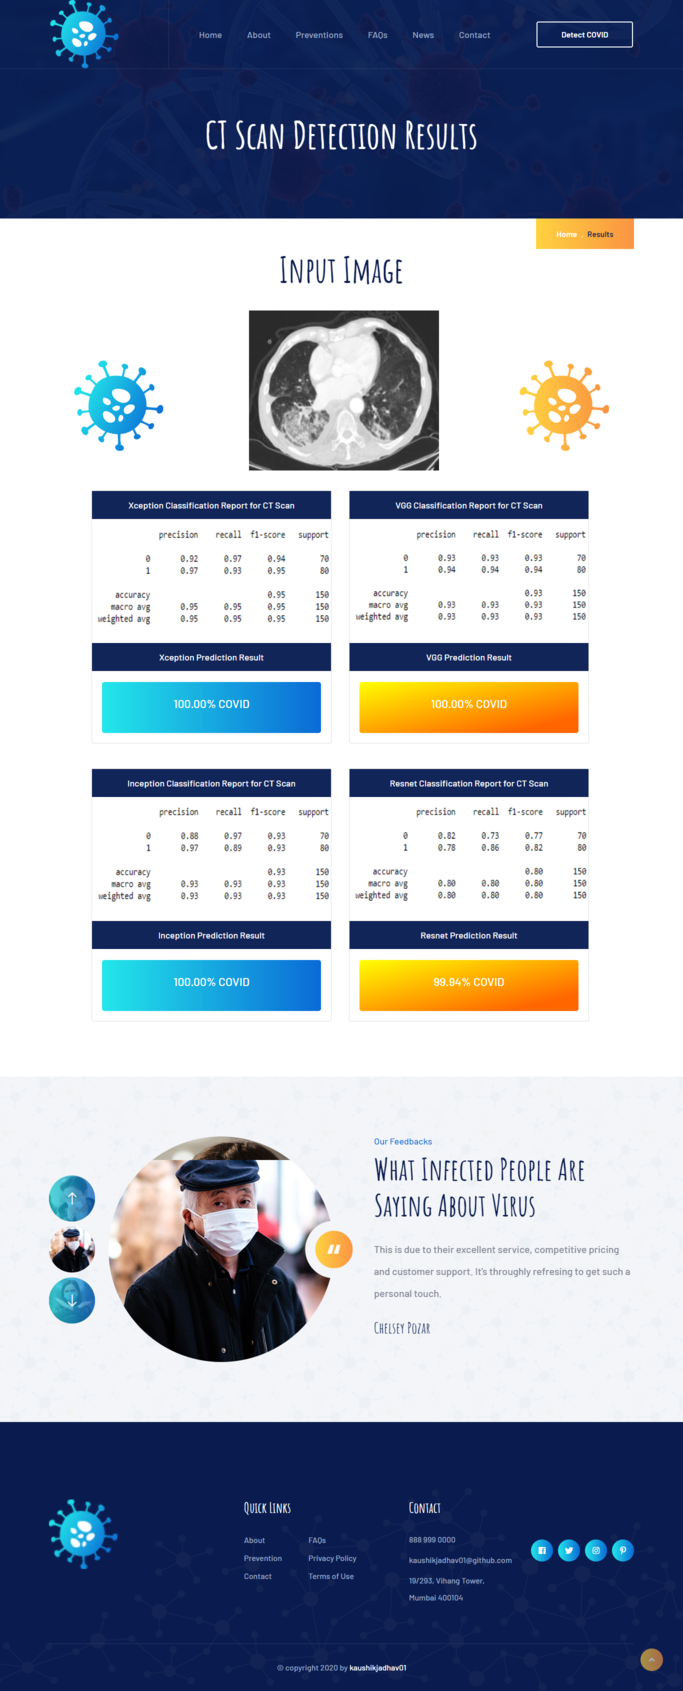 Home About Preventions FAQs News Contact Detect COVID
CT Scan Detection Results
Home . Results
Input Image
Xception Classification Report for CT Scan
precision recall f1-score support
0 0.92 0.97 0.94 70
1 0.97 0.93 0.95 80
accuracy 0.95 150
macro avg 0.95 0.95 0.95 150
weighted avg 0.95 0.95 0.95 150
Xception Prediction Result
100.00% COVID
VGG Classification Report for CT Scan
precision recall f1-score support
0 0.93 0.93 0.93 70
1 0.94 0.94 0.94 80
accuracy 0.93 150
macro avg 0.93 0.93 0.93 150
weighted avg 0.93 0.93 0.93 150
VGG Prediction Result
100.00% COVID
Inception Classification Report for CT Scan
precision recall f1-score support
0 0.88 0.97 0.93 70
1 0.97 0.89 0.93 80
accuracy 0.93 150
macro avg 0.93 0.93 0.93 150
weighted avg 0.93 0.93 0.93 150
Inception Prediction Result
100.00% COVID
Resnet Classification Report for CT Scan
precision recall f1-score support
0 0.82 0.73 0.77 70
1 0.78 0.86 0.82 80
accuracy 0.80 150
macro avg 0.80 0.80 0.80 150
weighted avg 0.80 0.80 0.80 150
Resnet Prediction Result
99.94% COVID
Our Feedbacks
What Infected People Are
Saying About Virus
This is due to their excellent service, competitive pricing
and customer support. It's throughly refresing to get such a
personal touch.
Chelsey Pozar
Quick Links
About FAQs
Prevention Privacy Policy
Contact Terms of Use
Contact
888 999 0000
kaushikjadhav01@github.com
19/293, Vihang Tower,
Mumbai 400104
© copyright 2020 by kaushikjadhav01